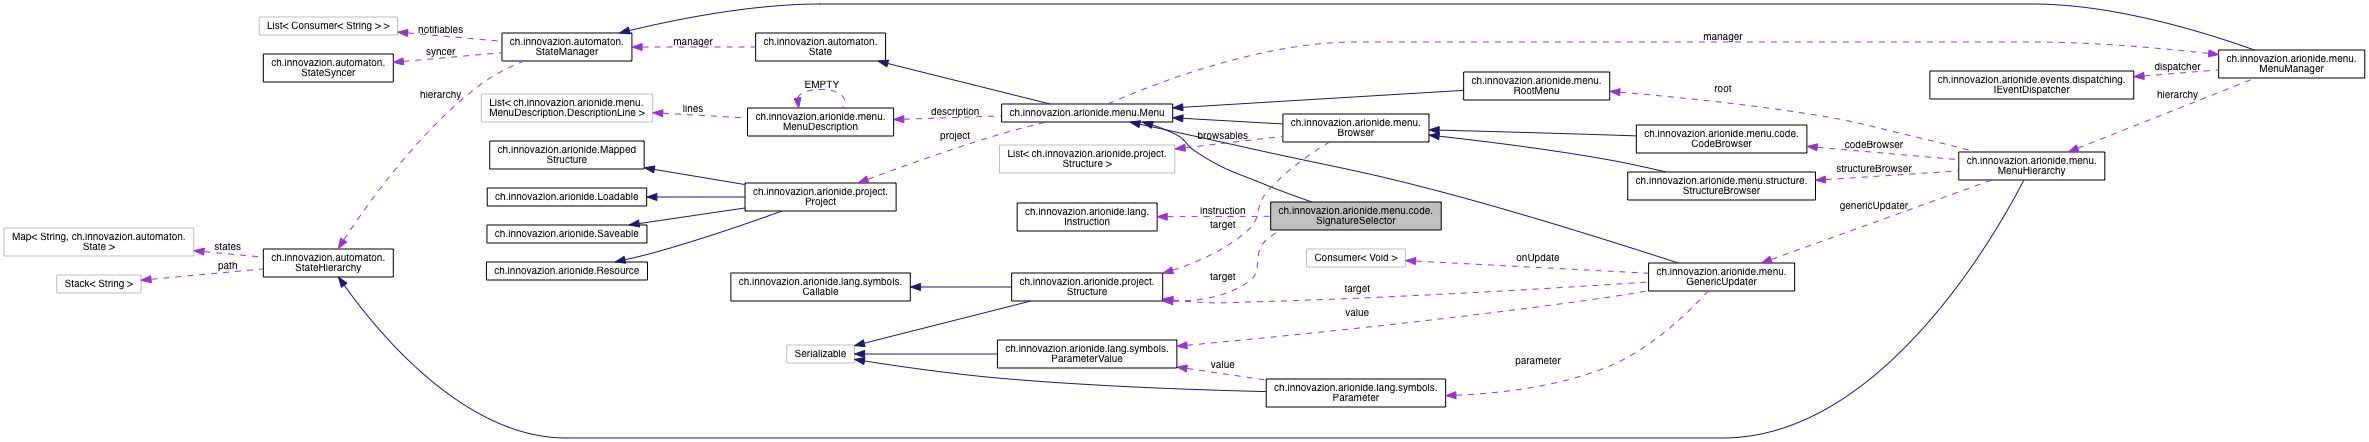 List< Consumer< String > >
notifiables
ch.innovazion.automaton.
StateManager
syncer
ch.innovazion.automaton.
StateSyncer
manager
ch.innovazion.automaton.
State
manager
ch.innovazion.arionide.menu.
MenuManager
dispatcher
ch.innovazion.arionide.events.dispatching.
IEventDispatcher
hierarchy
hierarchy
List< ch.innovazion.arionide.menu.
MenuDescription.DescriptionLine >
lines
EMPTY
ch.innovazion.arionide.menu.
MenuDescription
description
ch.innovazion.arionide.menu.Menu
ch.innovazion.arionide.menu.
RootMenu
root
project
ch.innovazion.arionide.menu.
Browser
browsables
List< ch.innovazion.arionide.project.
Structure >
ch.innovazion.arionide.menu.code.
CodeBrowser
codeBrowser
ch.innovazion.arionide.menu.
MenuHierarchy
structureBrowser
ch.innovazion.arionide.menu.structure.
StructureBrowser
ch.innovazion.arionide.Mapped
Structure
ch.innovazion.arionide.Loadable
ch.innovazion.arionide.project.
Project
ch.innovazion.arionide.Saveable
ch.innovazion.arionide.Resource
ch.innovazion.arionide.lang.
Instruction
instruction
target
ch.innovazion.arionide.menu.code.
SignatureSelector
genericUpdater
Map< String, ch.innovazion.automaton.
State >
states
path
Stack< String >
ch.innovazion.automaton.
StateHierarchy
ch.innovazion.arionide.lang.symbols.
Callable
ch.innovazion.arionide.project.
Structure
target
Consumer< Void >
onUpdate
ch.innovazion.arionide.menu.
GenericUpdater
target
value
Serializable
ch.innovazion.arionide.lang.symbols.
ParameterValue
value
parameter
ch.innovazion.arionide.lang.symbols.
Parameter